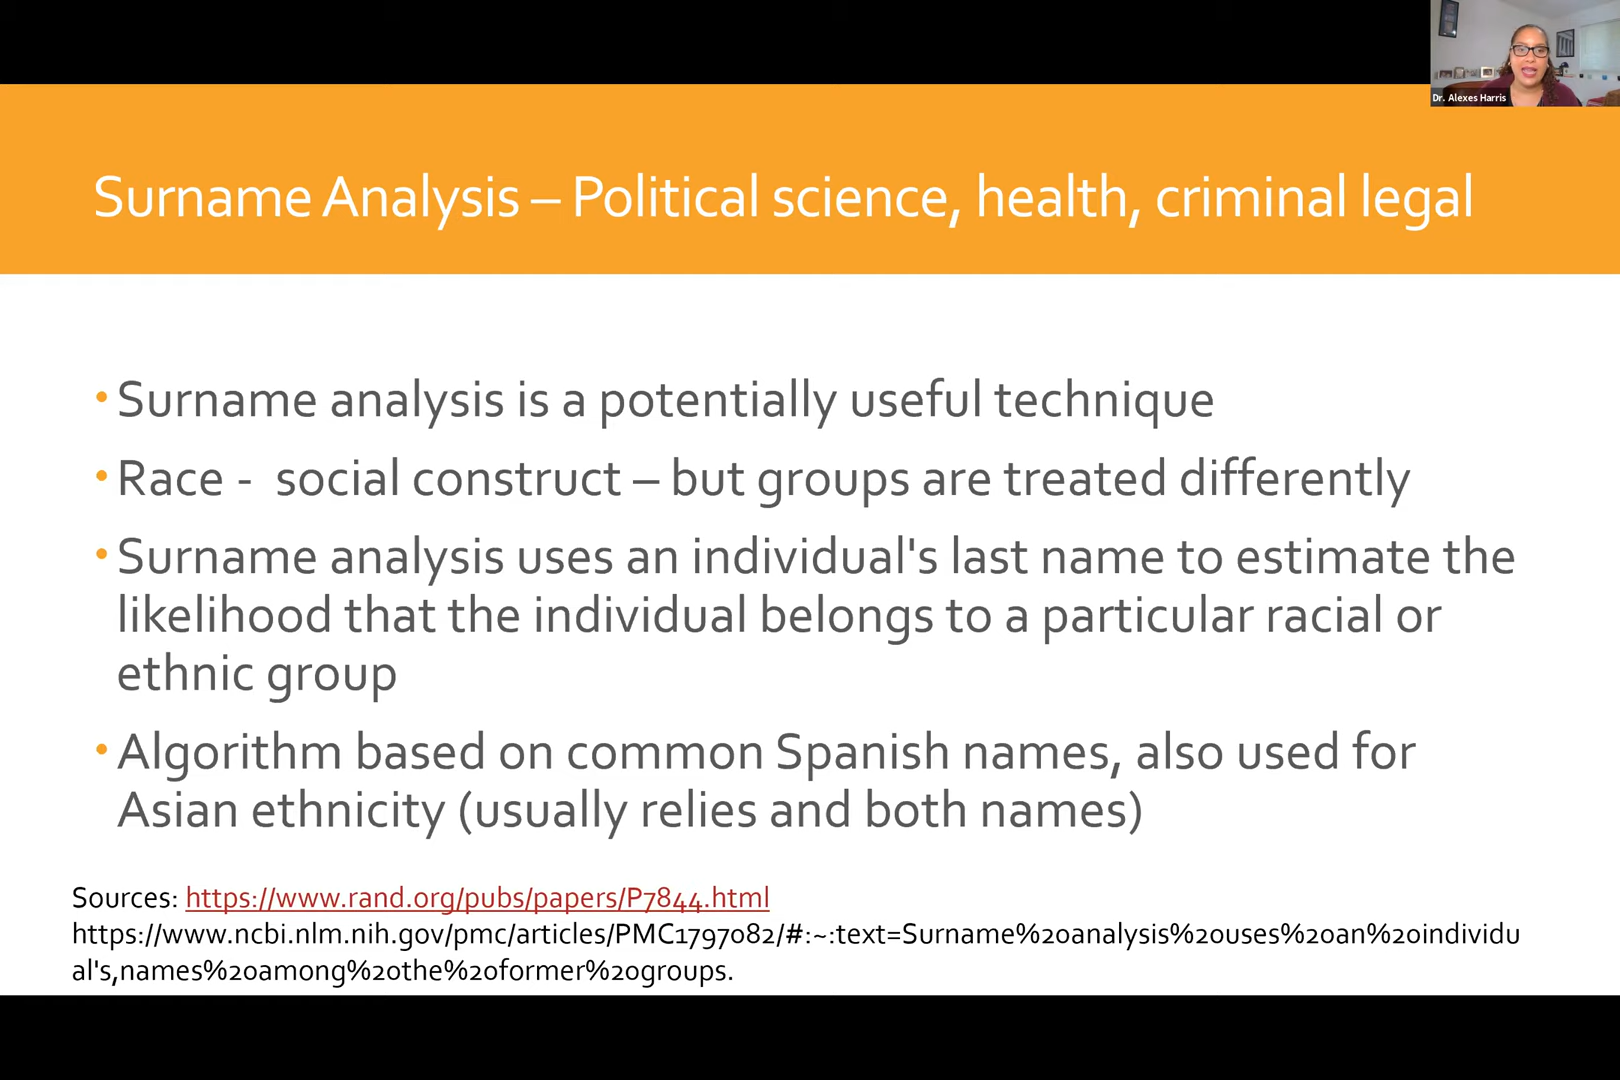 Dr. Alexes Harris
Surname Analysis – Political science, health, criminal legal
• Surname analysis is a potentially useful technique
• Race -  social construct – but groups are treated differently
• Surname analysis uses an individual's last name to estimate the
likelihood that the individual belongs to a particular racial or
ethnic group
• Algorithm based on common Spanish names, also used for
Asian ethnicity (usually relies and both names)
Sources: https://www.rand.org/pubs/papers/P7844.html
https://www.ncbi.nlm.nih.gov/pmc/articles/PMC1797082/#:~:text=Surname%20analysis%20uses%20an%20individu
al's,names%20among%20the%20former%20groups.